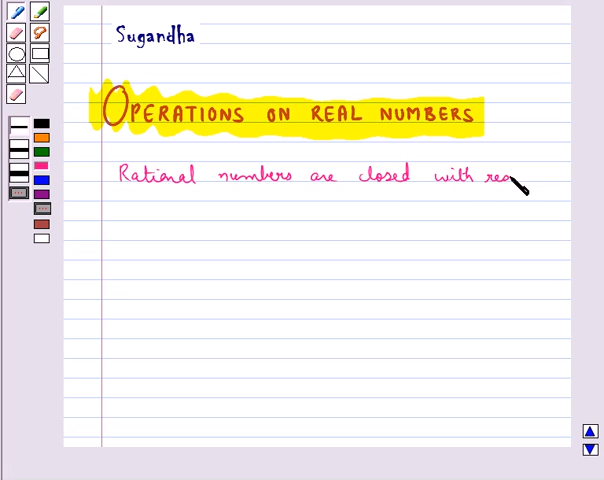 Sugandha
OPERATIONS ON REAL NUMBERS
Rational numbers are closed with